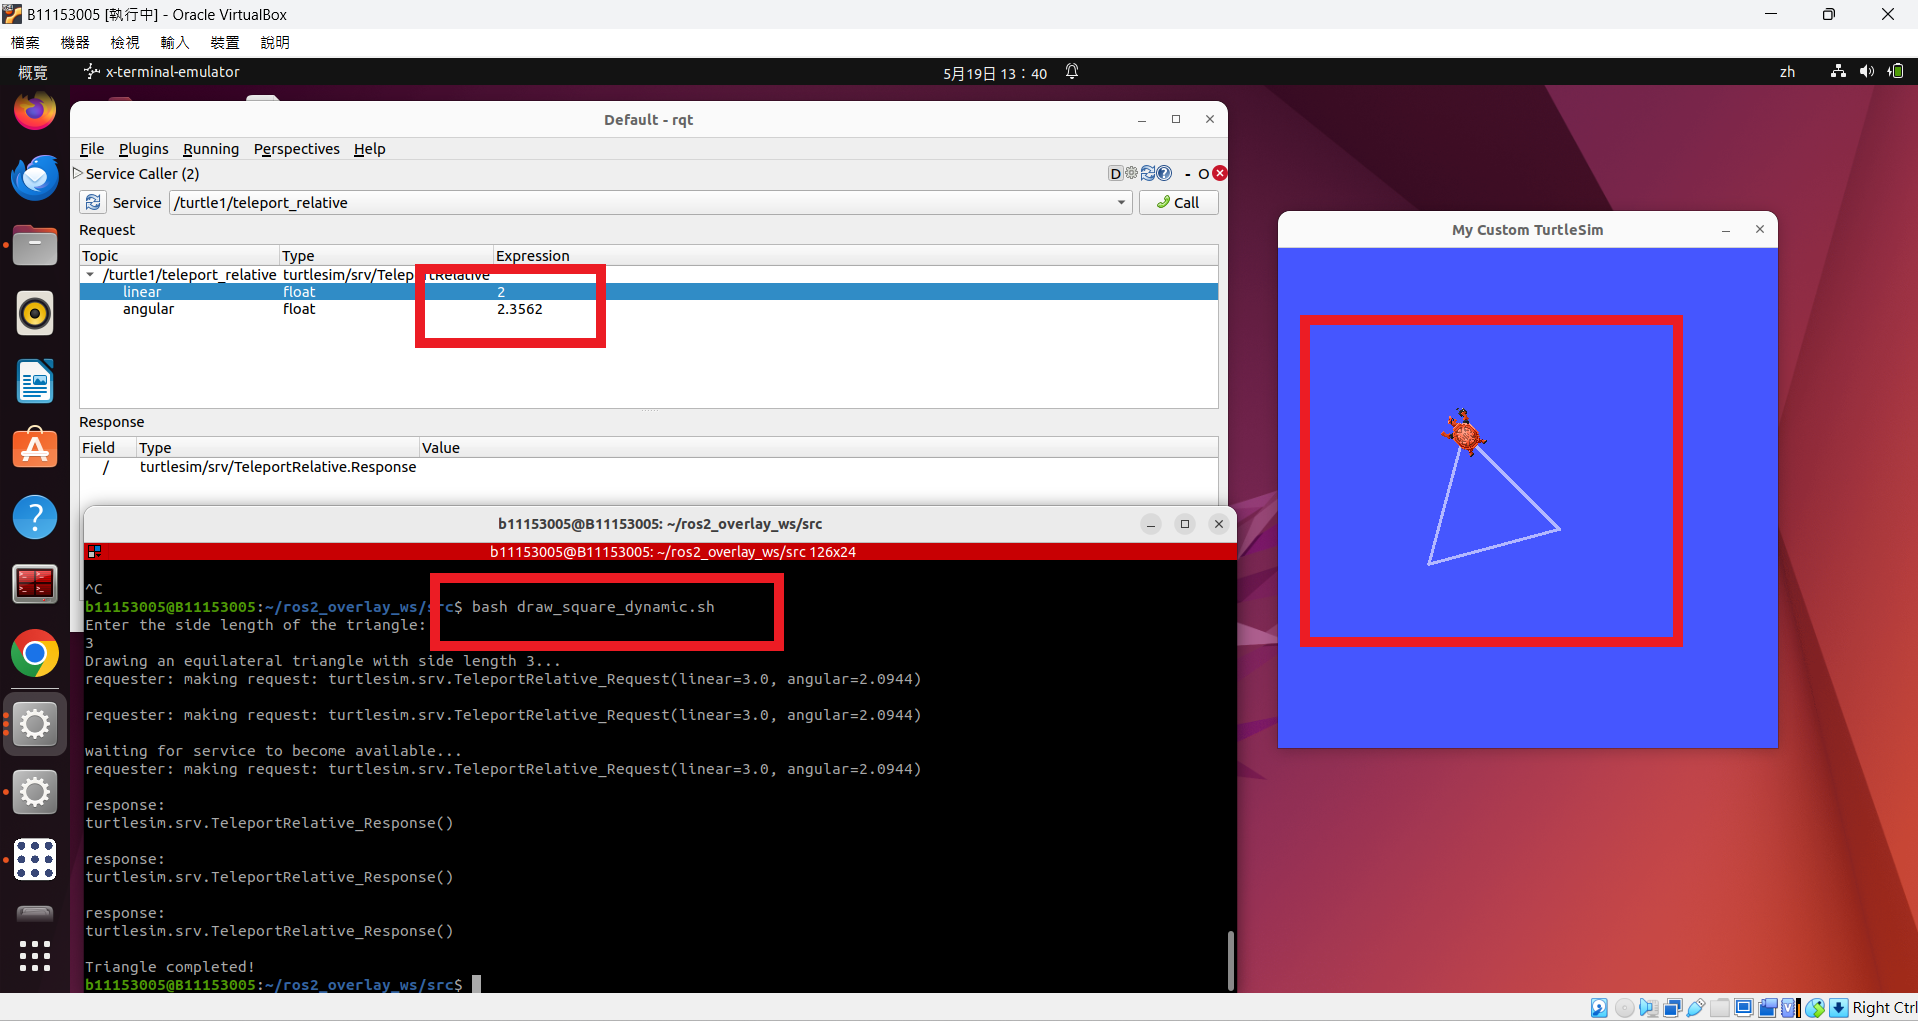 B11153005 [執行中] - Oracle VirtualBox
檔案 機器 檢視 輸入 裝置 說明
概覽 x-terminal-emulator 5月19日 13：40 zh
Default - rqt
File Plugins Running Perspectives Help
Service Caller (2) D - O
Service /turtle1/teleport_relative Call
Request
Topic Type Expression
/turtle1/teleport_relative turtlesim/srv/TeleportRelative
linear float 2
angular float 2.3562
Response
Field Type Value
/ turtlesim/srv/TeleportRelative.Response
My Custom TurtleSim
b11153005@B11153005: ~/ros2_overlay_ws/src
b11153005@B11153005: ~/ros2_overlay_ws/src 126x24
^C
b11153005@B11153005:~/ros2_overlay_ws/src$ bash draw_square_dynamic.sh
Enter the side length of the triangle:
3
Drawing an equilateral triangle with side length 3...
requester: making request: turtlesim.srv.TeleportRelative_Request(linear=3.0, angular=2.0944)
requester: making request: turtlesim.srv.TeleportRelative_Request(linear=3.0, angular=2.0944)
waiting for service to become available...
requester: making request: turtlesim.srv.TeleportRelative_Request(linear=3.0, angular=2.0944)
response:
turtlesim.srv.TeleportRelative_Response()
response:
turtlesim.srv.TeleportRelative_Response()
response:
turtlesim.srv.TeleportRelative_Response()
Triangle completed!
b11153005@B11153005:~/ros2_overlay_ws/src$
Right Ctrl